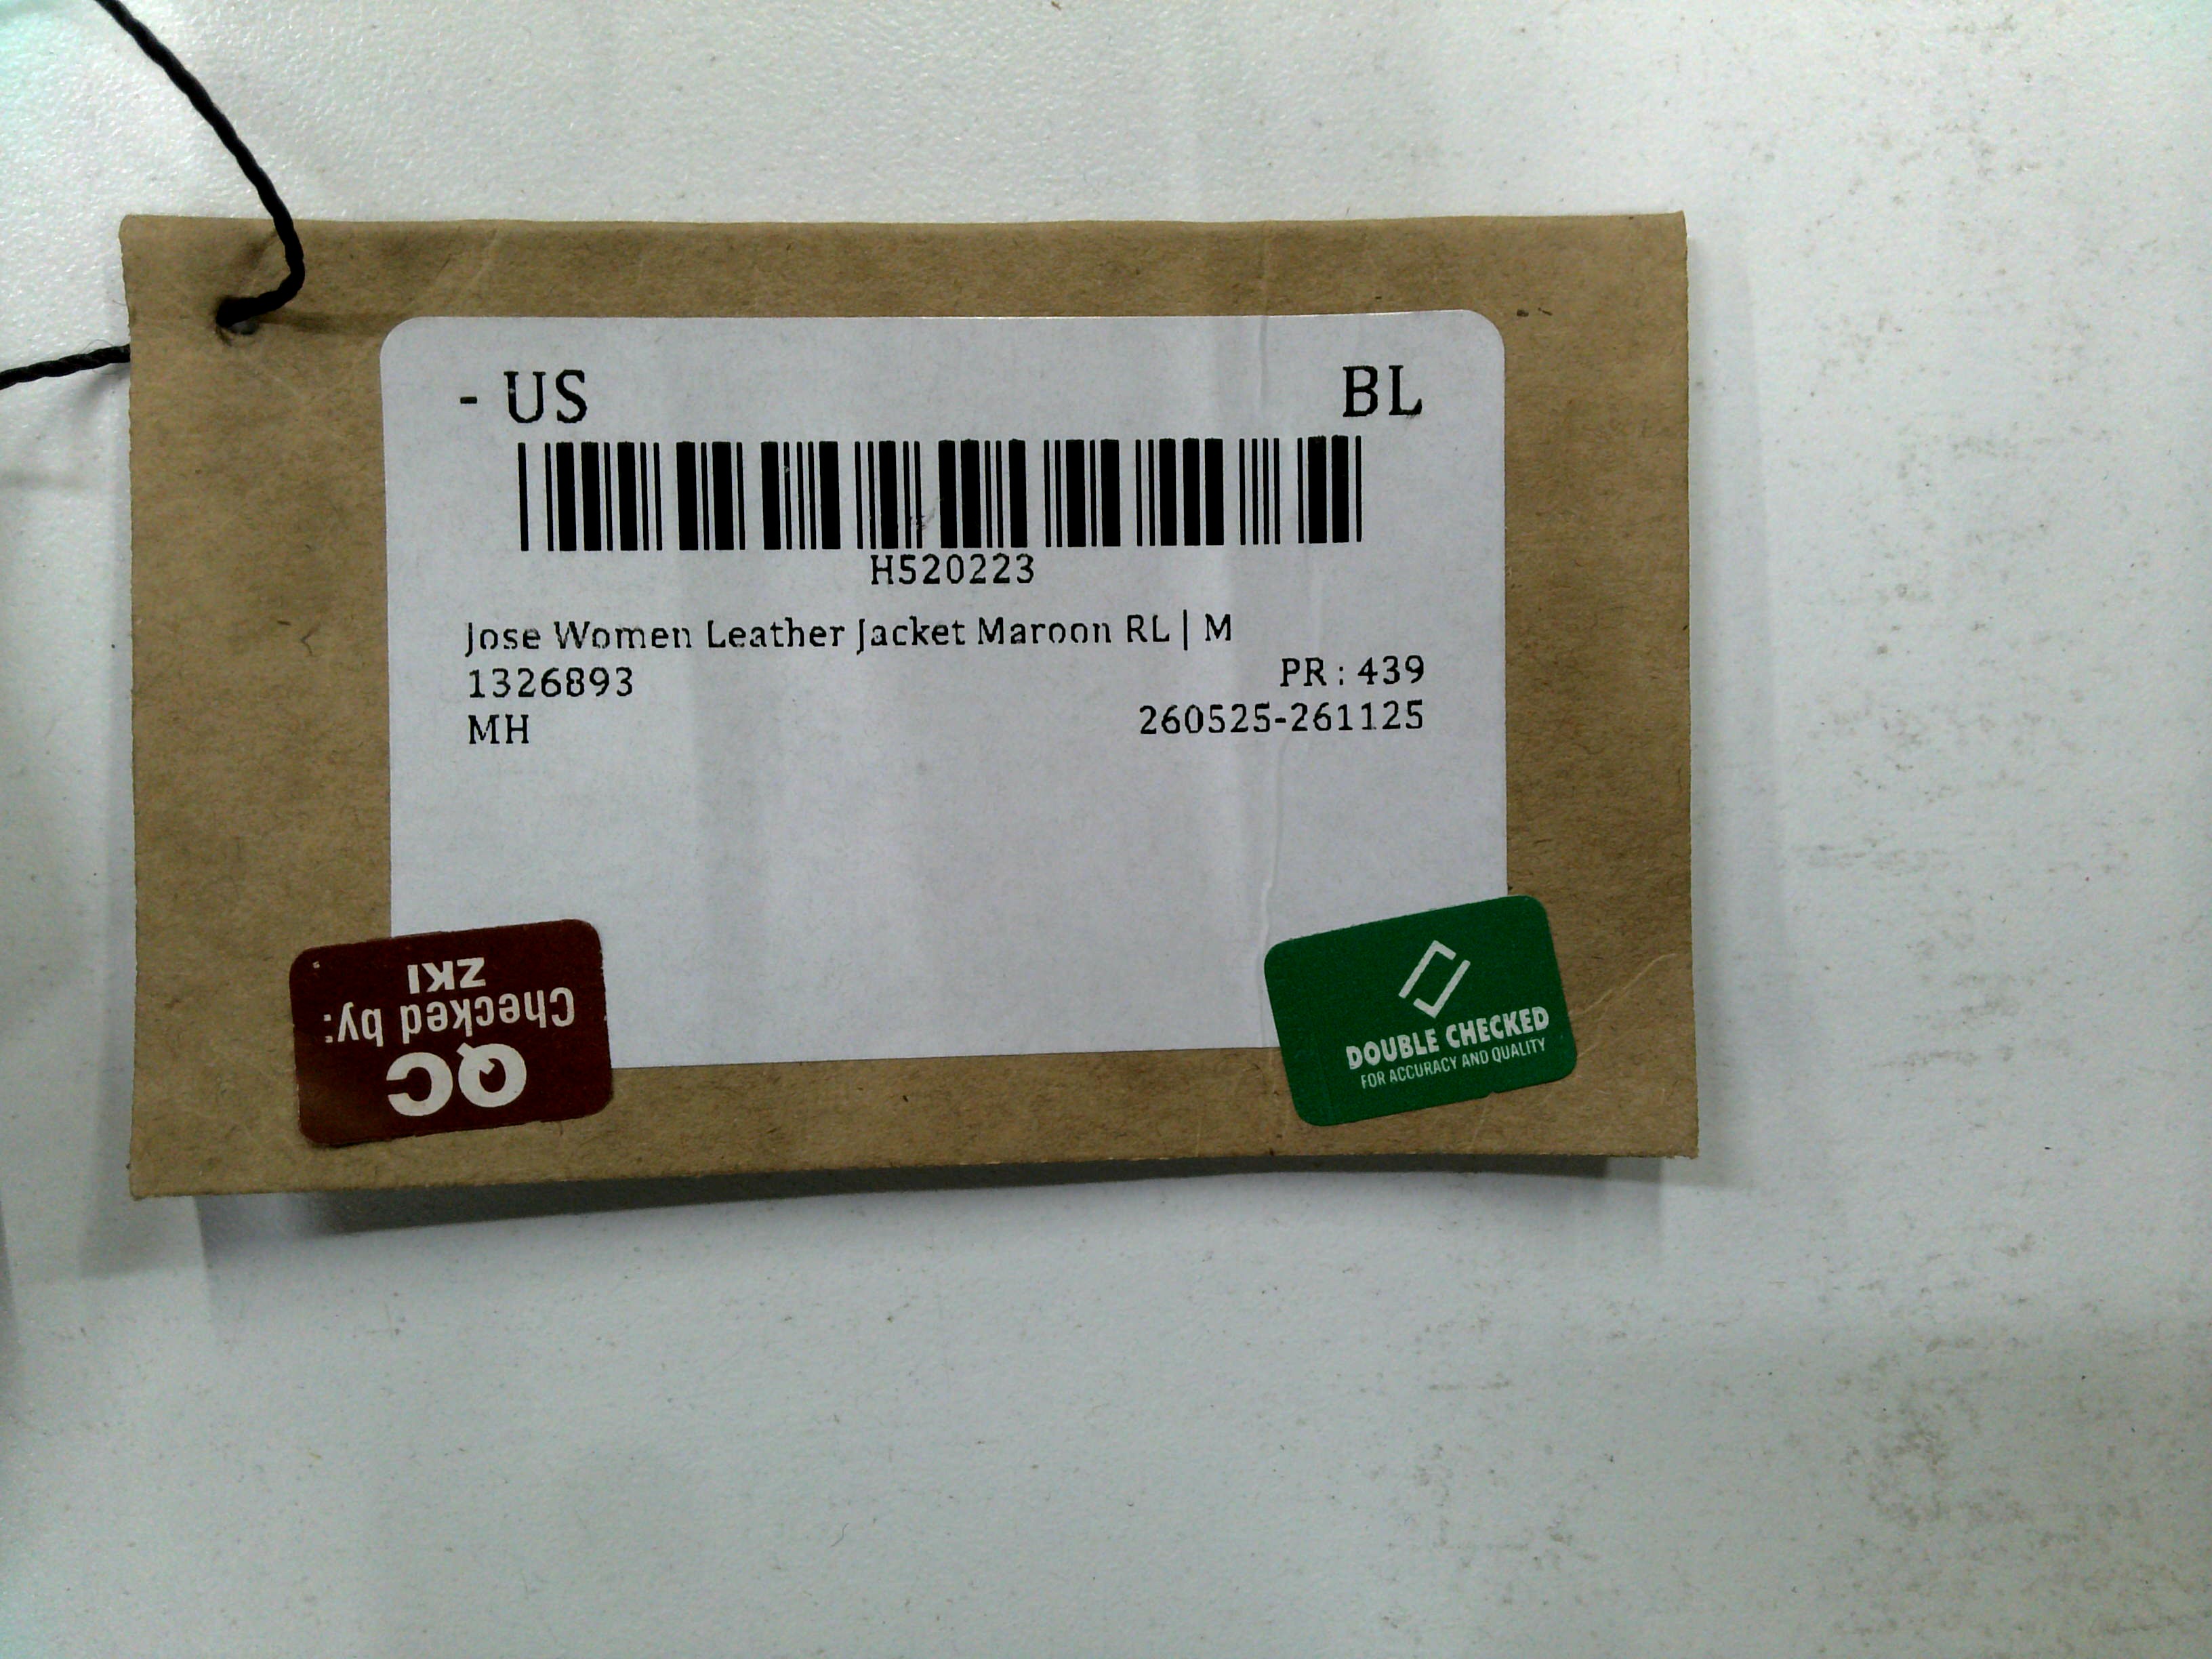 - US BL
H520223
Jose Women Leather Jacket Maroon RL | M
1326893 PR : 439
MH 260525-261125
QC
Checked by:
ZKI
DOUBLE CHECKED
FOR ACCURACY AND QUALITY